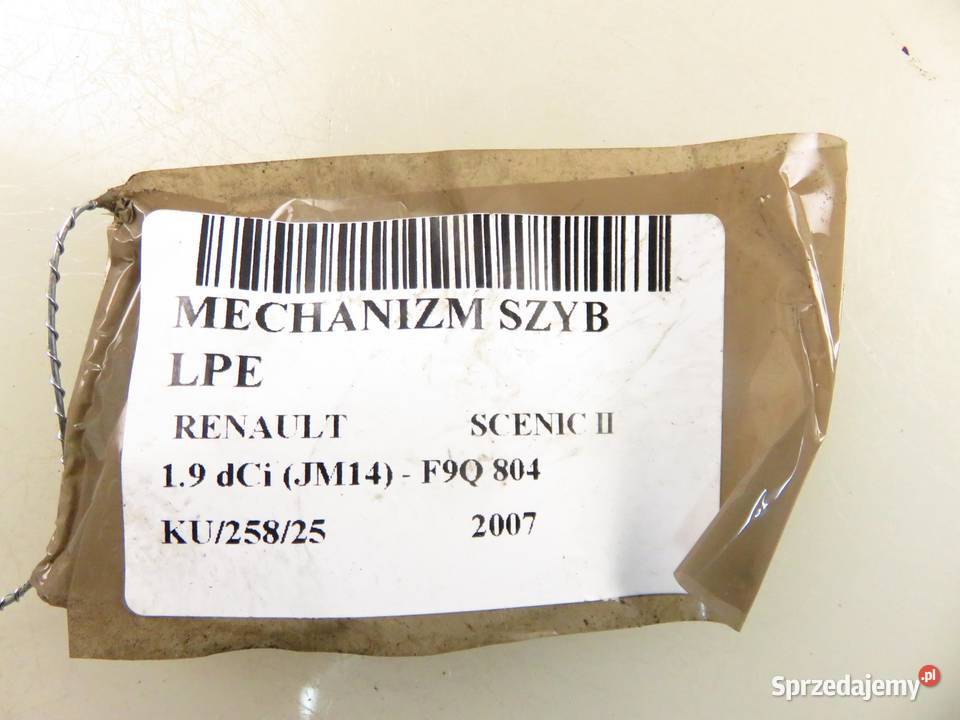 MECHANIZM SZYB
LPE
RENAULT SCENIC II
1.9 dCi (JM14) - F9Q 804
KU/258/25 2007
Sprzedajemy.pl